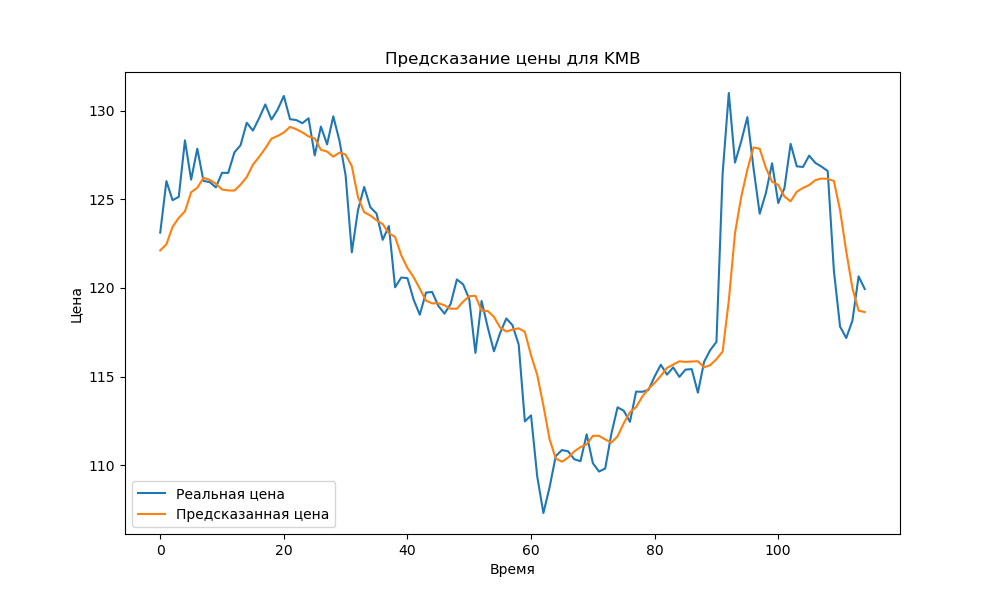 Предсказание цены для KMB
Цена
130
125
120
115
110
Реальная цена
Предсказанная цена
0 20 40 60 80 100
Время